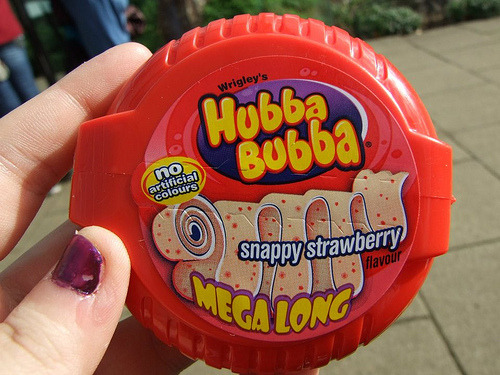 Wrigley's
Hubba
Bubba®
no
artificial
colours
snappy strawberry
flavour
MEGA LONG